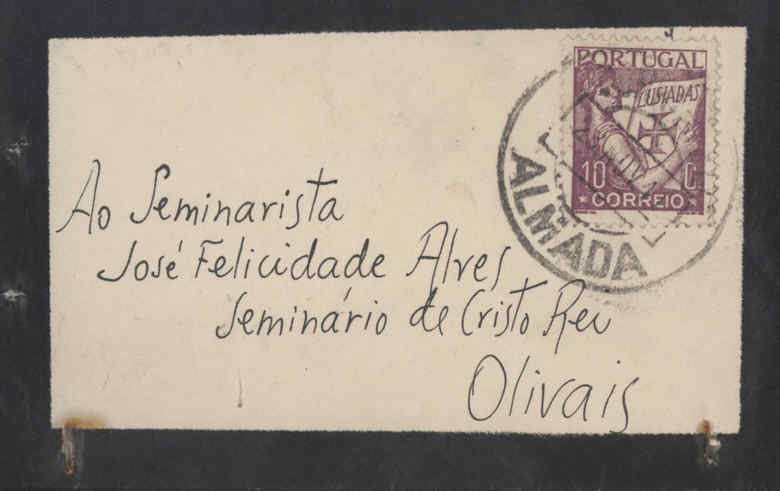 PORTUGAL
LUSIADAS
10 C.
CORREIO
ALMADA
Ao Seminarista
José Felicidade Alves
Seminário de Cristo Rei
Olivais